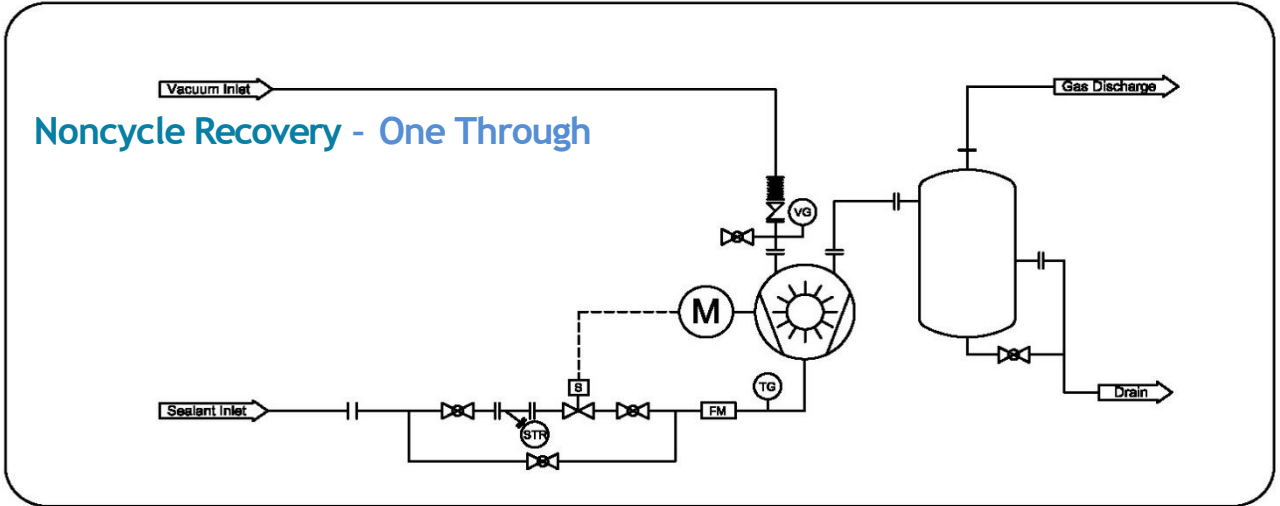 Vacuum Inlet
Gas Discharge
Noncycle Recovery - One Through
VG
M
S
TG
Sealant Inlet
FM
STR
Drain